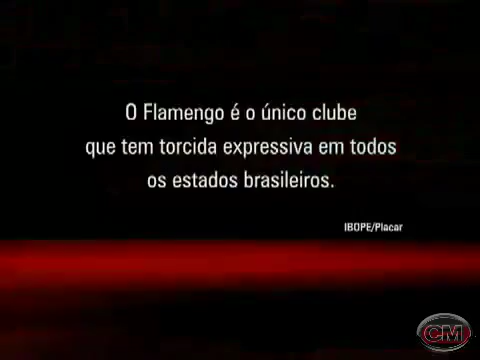 O Flamengo é o único clube
que tem torcida expressiva em todos
os estados brasileiros.
IBOPE/Placar
CM